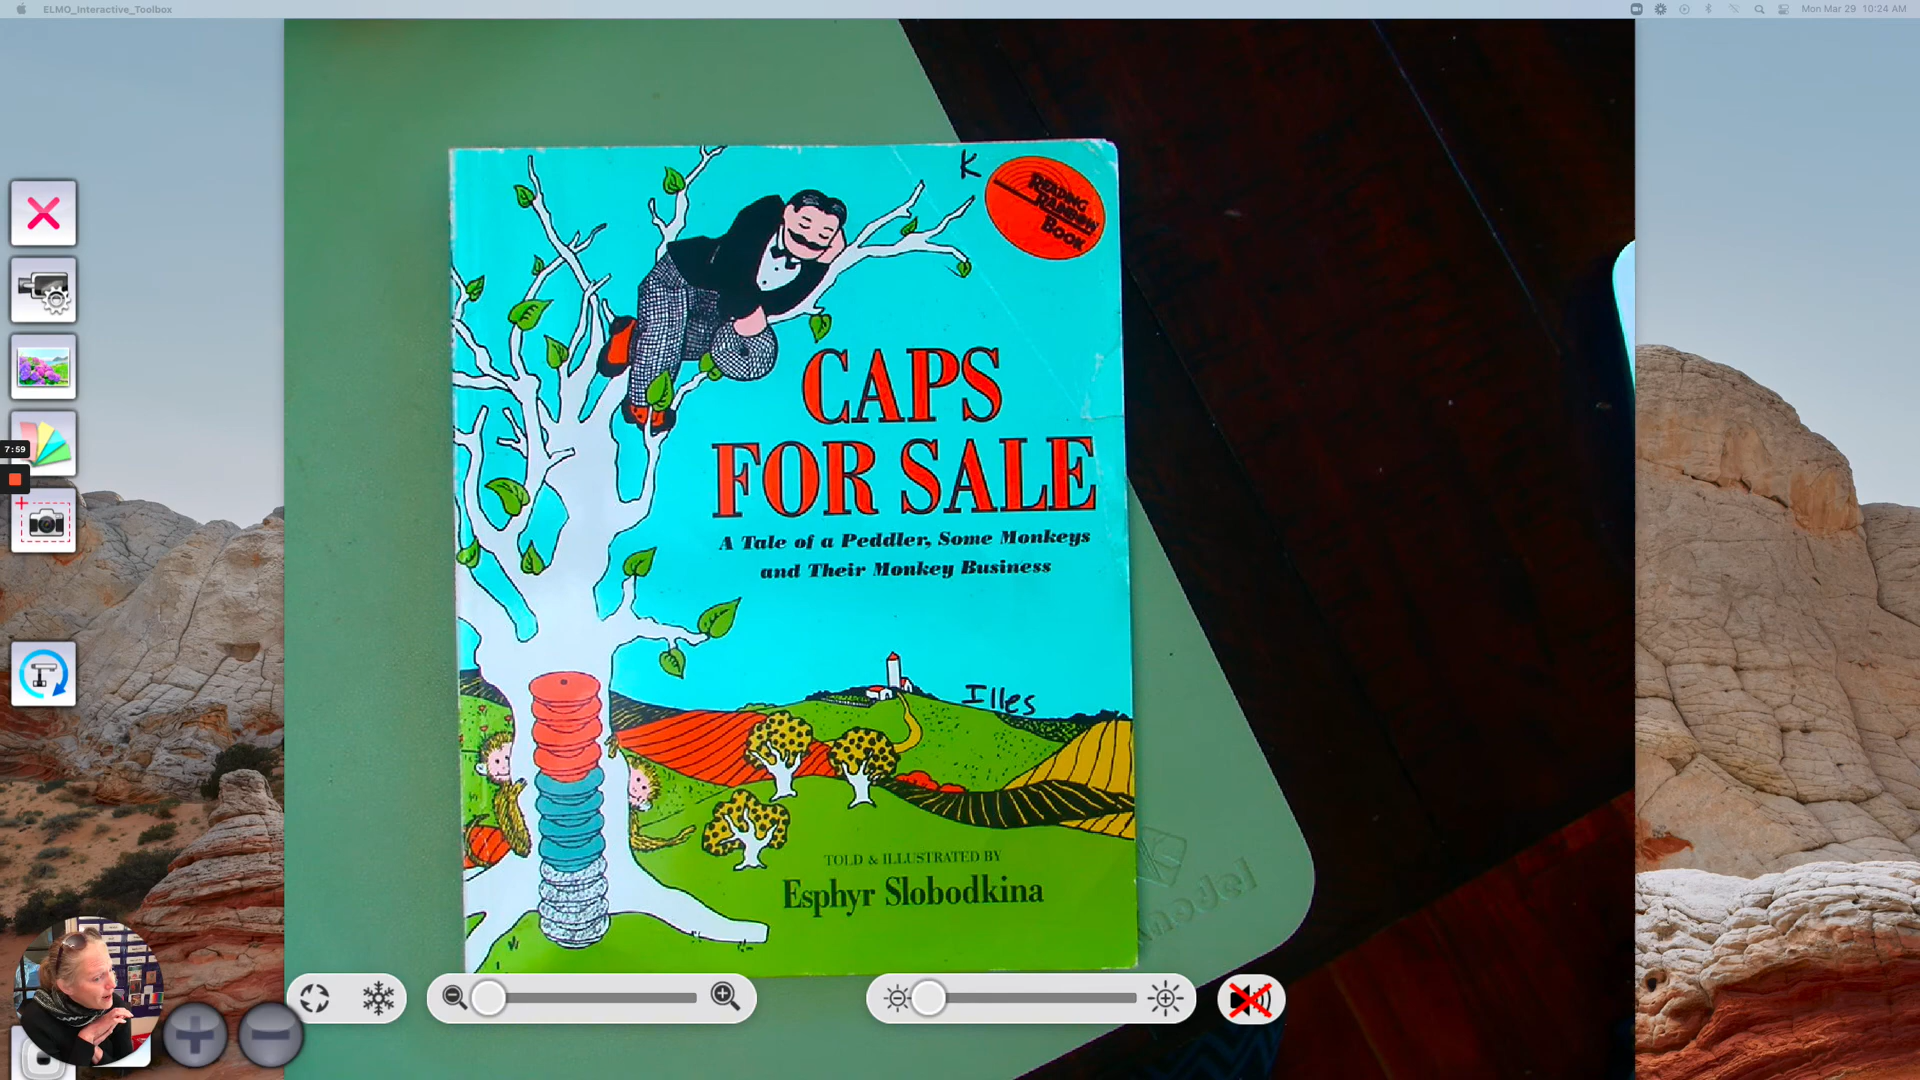 ELMO_Interactive_Toolbox
Mon Mar 29 10:24 AM
K
READING
RAINBOW
BOOK
CAPS
FOR SALE
A Tale of a Peddler, Some Monkeys
and Their Monkey Business
7:59
Illes
TOLD & ILLUSTRATED BY
Esphyr Slobodkina